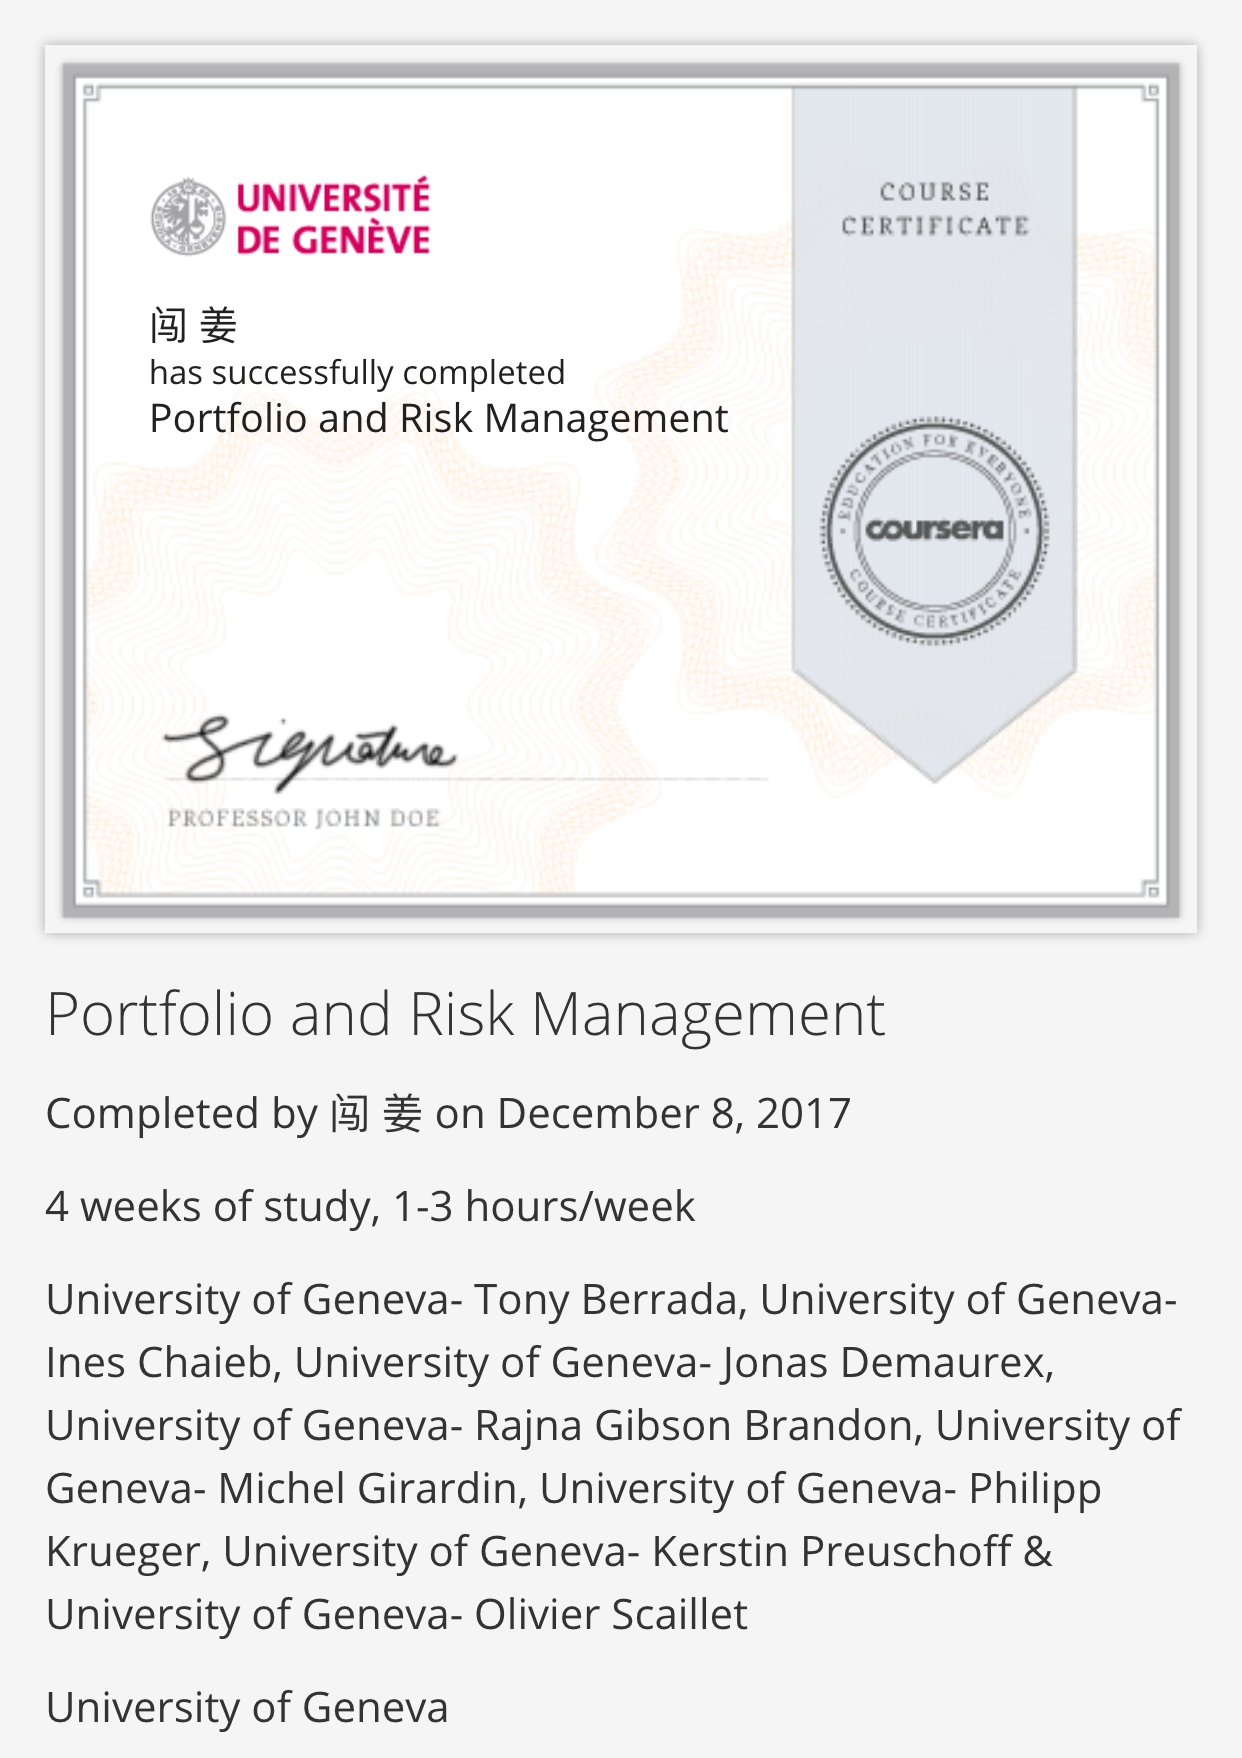 UNIVERSITÉ
DE GENÈVE
COURSE
CERTIFICATE
闯 姜
has successfully completed
Portfolio and Risk Management
EDUCATION FOR EVERYONE
coursera
COURSE CERTIFICATE
Signature
PROFESSOR JOHN DOE
Portfolio and Risk Management
Completed by 闯 姜 on December 8, 2017
4 weeks of study, 1-3 hours/week
University of Geneva- Tony Berrada, University of Geneva-
Ines Chaieb, University of Geneva- Jonas Demaurex,
University of Geneva- Rajna Gibson Brandon, University of
Geneva- Michel Girardin, University of Geneva- Philipp
Krueger, University of Geneva- Kerstin Preuschoff &
University of Geneva- Olivier Scaillet
University of Geneva